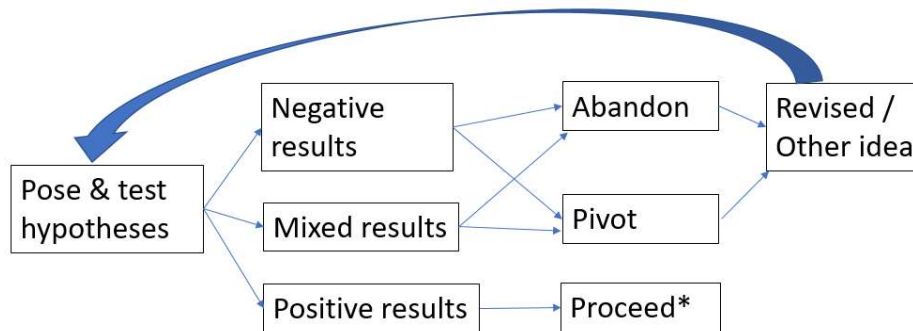 Negative
results
Abandon
Revised /
Other idea
Pose & test
hypotheses
Mixed results
Pivot
Positive results
Proceed*